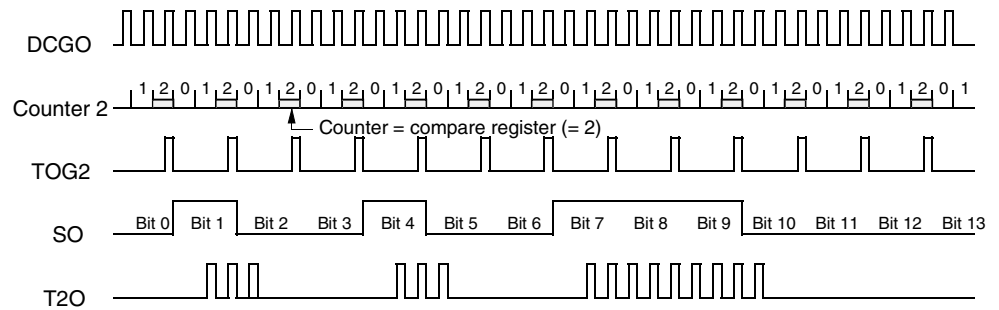 DCGO
Counter 2 1 2 0 1 2 0 1 2 0 1 2 0 1 2 0 1 2 0 1 2 0 1 2 0 1 2 0 1 2 0 1 2 0 1 2 0 1 2 0 1
Counter = compare register (= 2)
TOG2
SO Bit 0 Bit 1 Bit 2 Bit 3 Bit 4 Bit 5 Bit 6 Bit 7 Bit 8 Bit 9 Bit 10 Bit 11 Bit 12 Bit 13
T2O